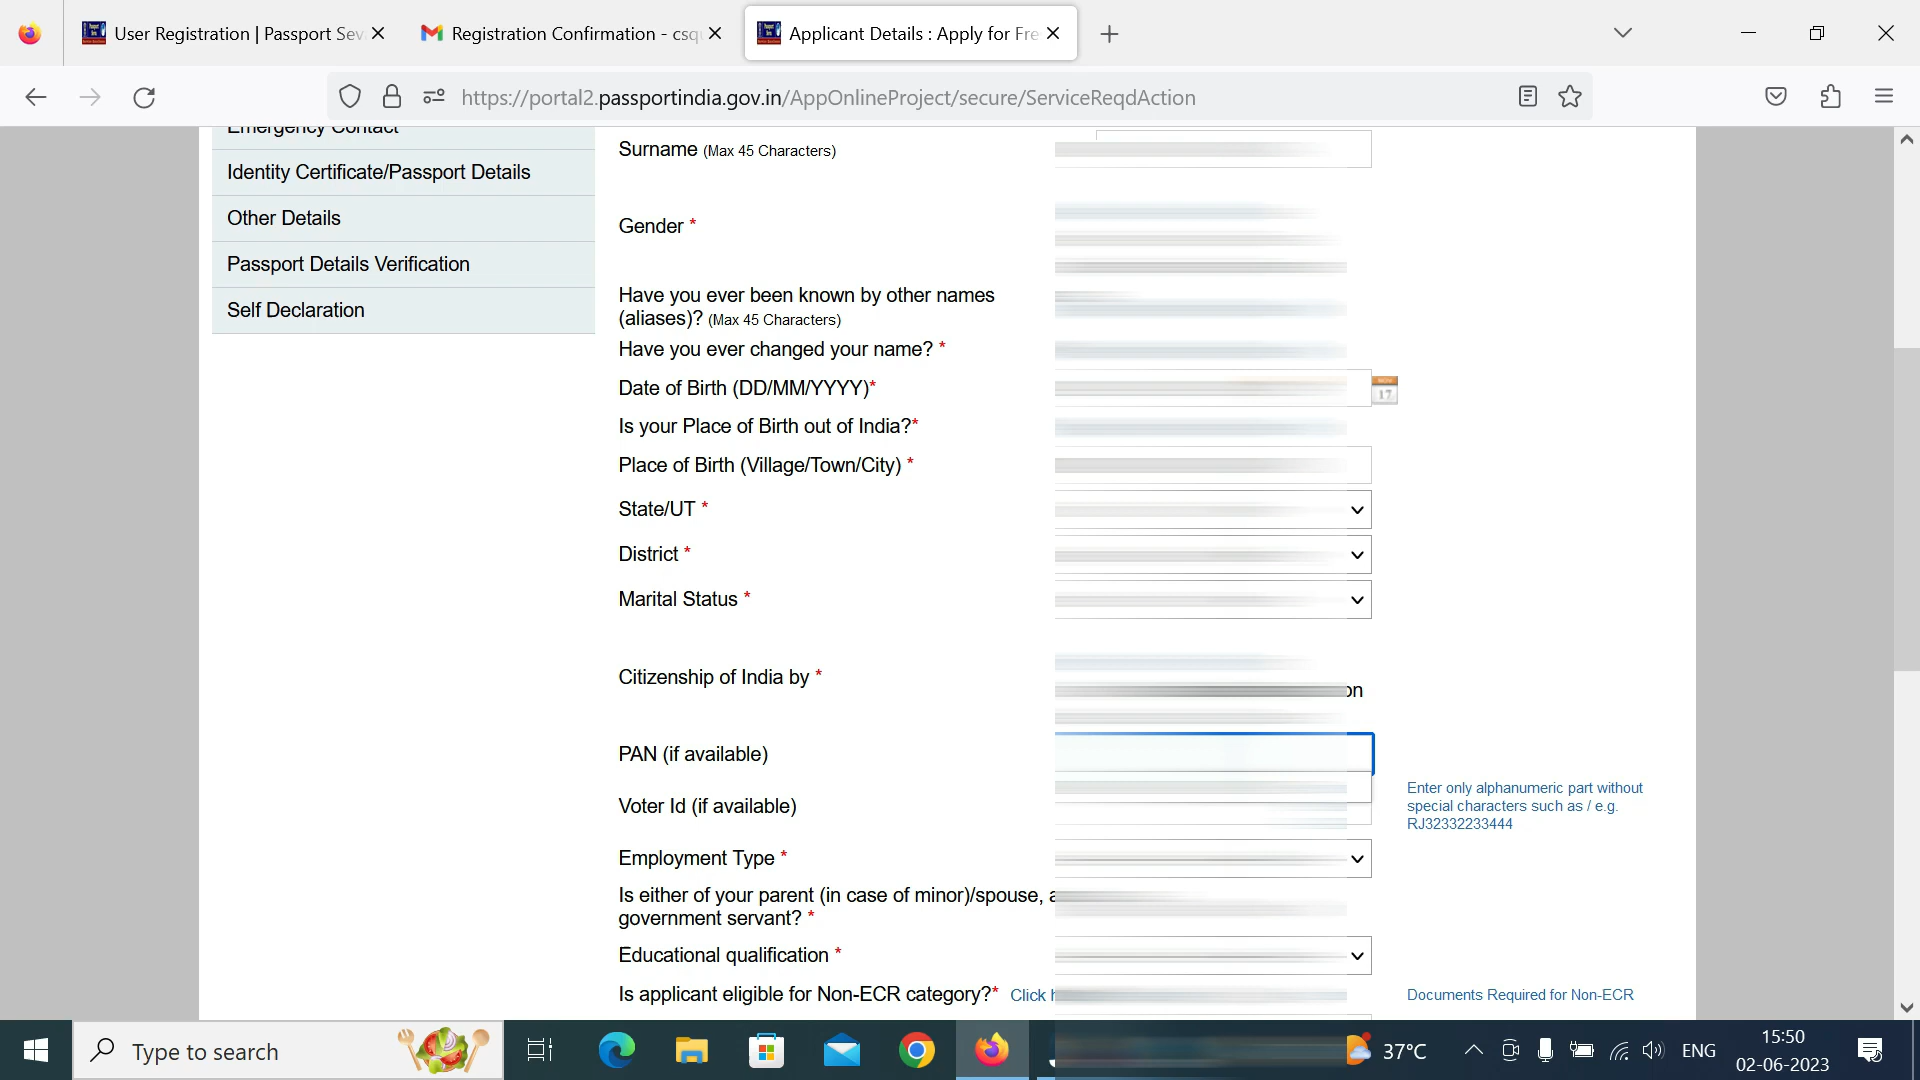 User Registration | Passport Sev
Registration Confirmation - csq
Applicant Details : Apply for Fre
https://portal2.passportindia.gov.in/AppOnlineProject/secure/ServiceReqdAction
Emergency Contact
Identity Certificate/Passport Details
Other Details
Passport Details Verification
Self Declaration
Surname (Max 45 Characters)
Gender *
Have you ever been known by other names
(aliases)? (Max 45 Characters)
Have you ever changed your name? *
Date of Birth (DD/MM/YYYY)*
17
Is your Place of Birth out of India?*
Place of Birth (Village/Town/City) *
State/UT *
District *
Marital Status *
Citizenship of India by *
on
PAN (if available)
Voter Id (if available)
Enter only alphanumeric part without
special characters such as / e.g.
RJ32332233444
Employment Type *
Is either of your parent (in case of minor)/spouse, a
government servant? *
Educational qualification *
Is applicant eligible for Non-ECR category?* Click h
Documents Required for Non-ECR
Type to search
37°C
ENG
15:50
02-06-2023